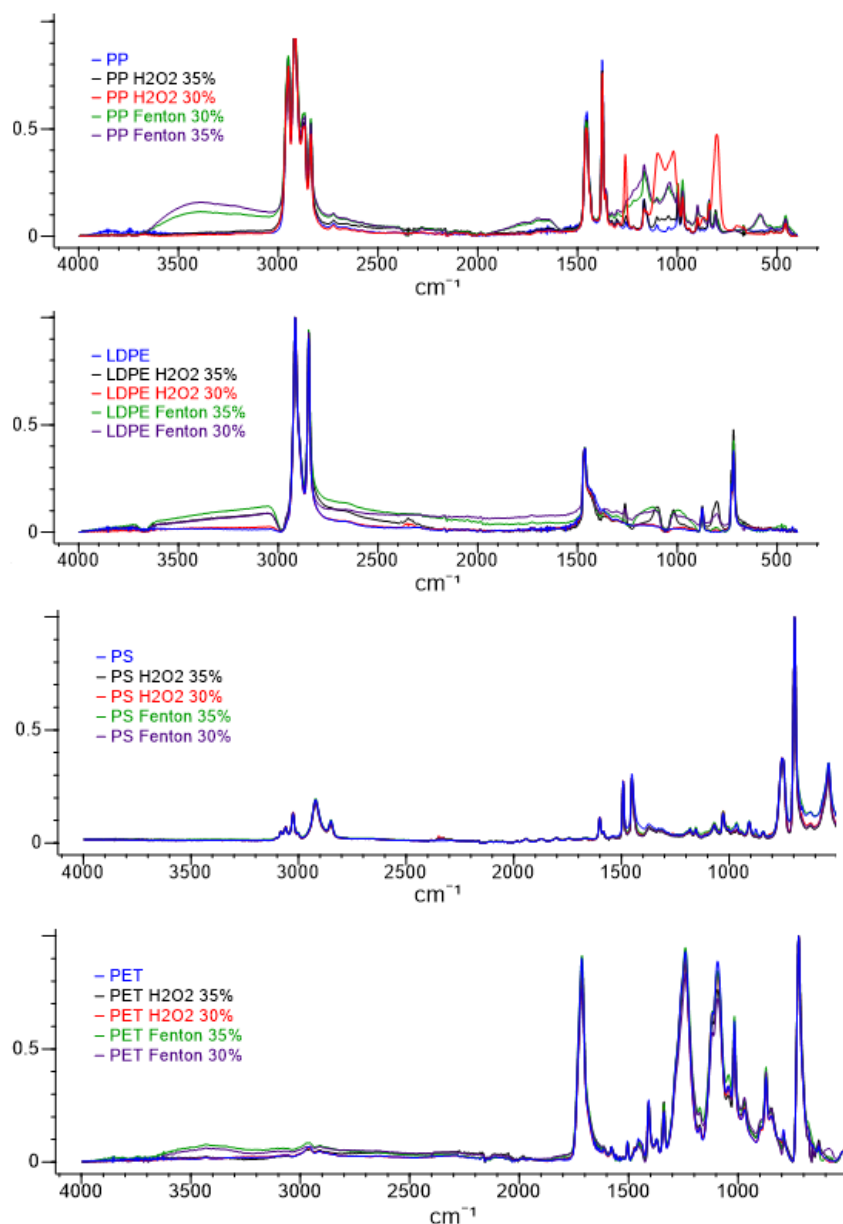 – PP
– PP H2O2 35%
– PP H2O2 30%
– PP Fenton 30%
– PP Fenton 35%
0.5
0
4000 3500 3000 2500 2000 1500 1000 500
cm⁻¹
– LDPE
– LDPE H2O2 35%
– LDPE H2O2 30%
– LDPE Fenton 35%
– LDPE Fenton 30%
0.5
0
4000 3500 3000 2500 2000 1500 1000 500
cm⁻¹
– PS
– PS H2O2 35%
– PS H2O2 30%
– PS Fenton 35%
– PS Fenton 30%
0.5
0
4000 3500 3000 2500 2000 1500 1000
cm⁻¹
– PET
– PET H2O2 35%
– PET H2O2 30%
– PET Fenton 35%
– PET Fenton 30%
0.5
0
4000 3500 3000 2500 2000 1500 1000
cm⁻¹